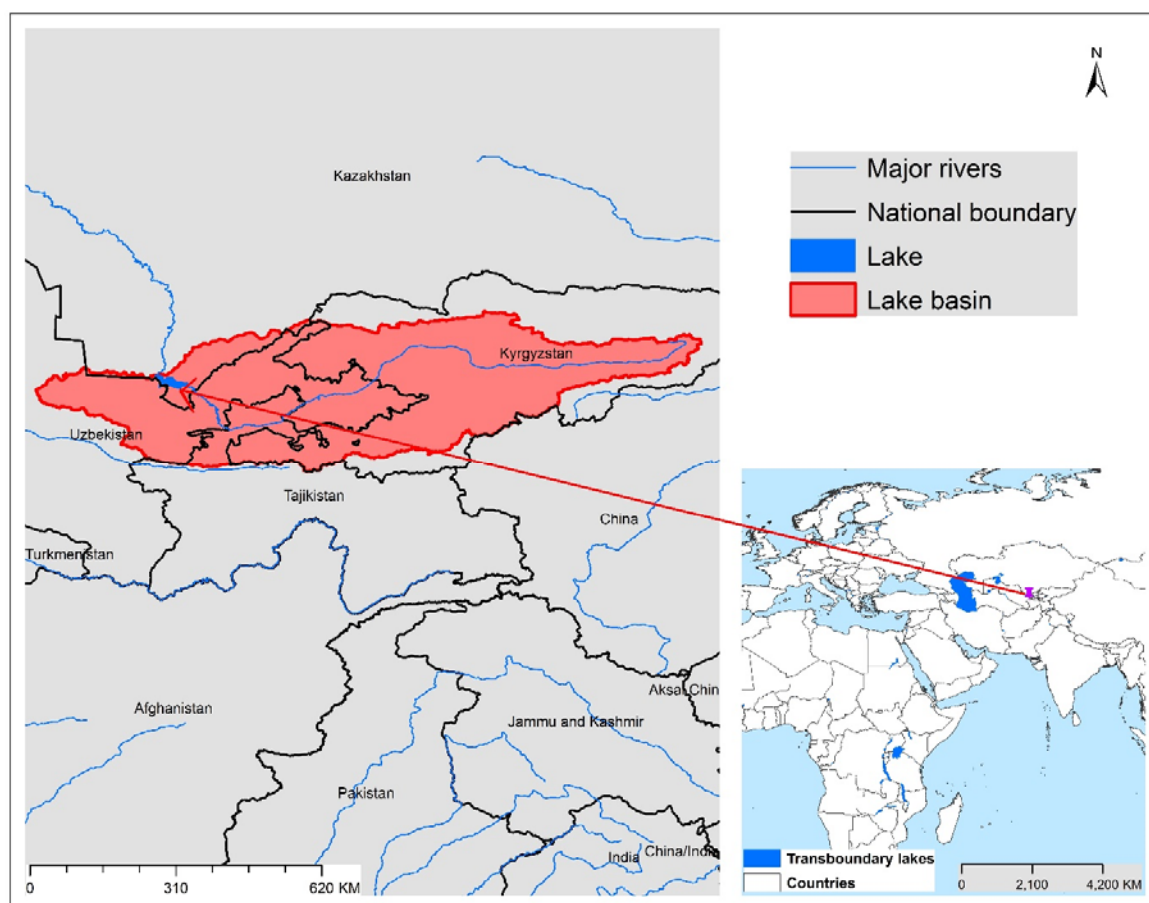 N
Major rivers
National boundary
Lake
Lake basin
Kazakhstan
Kyrgyzstan
Uzbekistan
Tajikistan
China
Turkmenistan
Aksai Chin
Afghanistan
Jammu and Kashmir
Pakistan
India
China/India
0 310 620 KM
Transboundary lakes
Countries
0 2,100 4,200 KM